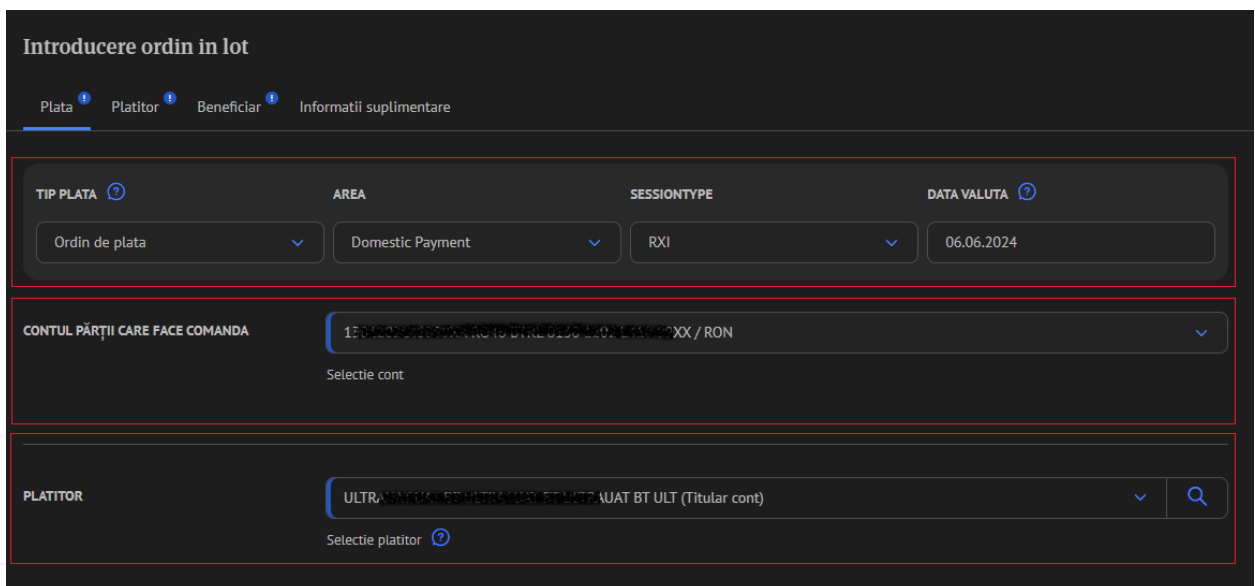 Introducere ordin in lot
Plata Platitor Beneficiar Informatii suplimentare
TIP PLATA AREA SESSIONTYPE DATA VALUTA
Ordin de plata Domestic Payment RXI 06.06.2024
CONTUL PĂRȚII CARE FACE COMANDA
XX / RON
Selectie cont
PLATITOR
ULTRA UAT BT ULT (Titular cont)
Selectie platitor